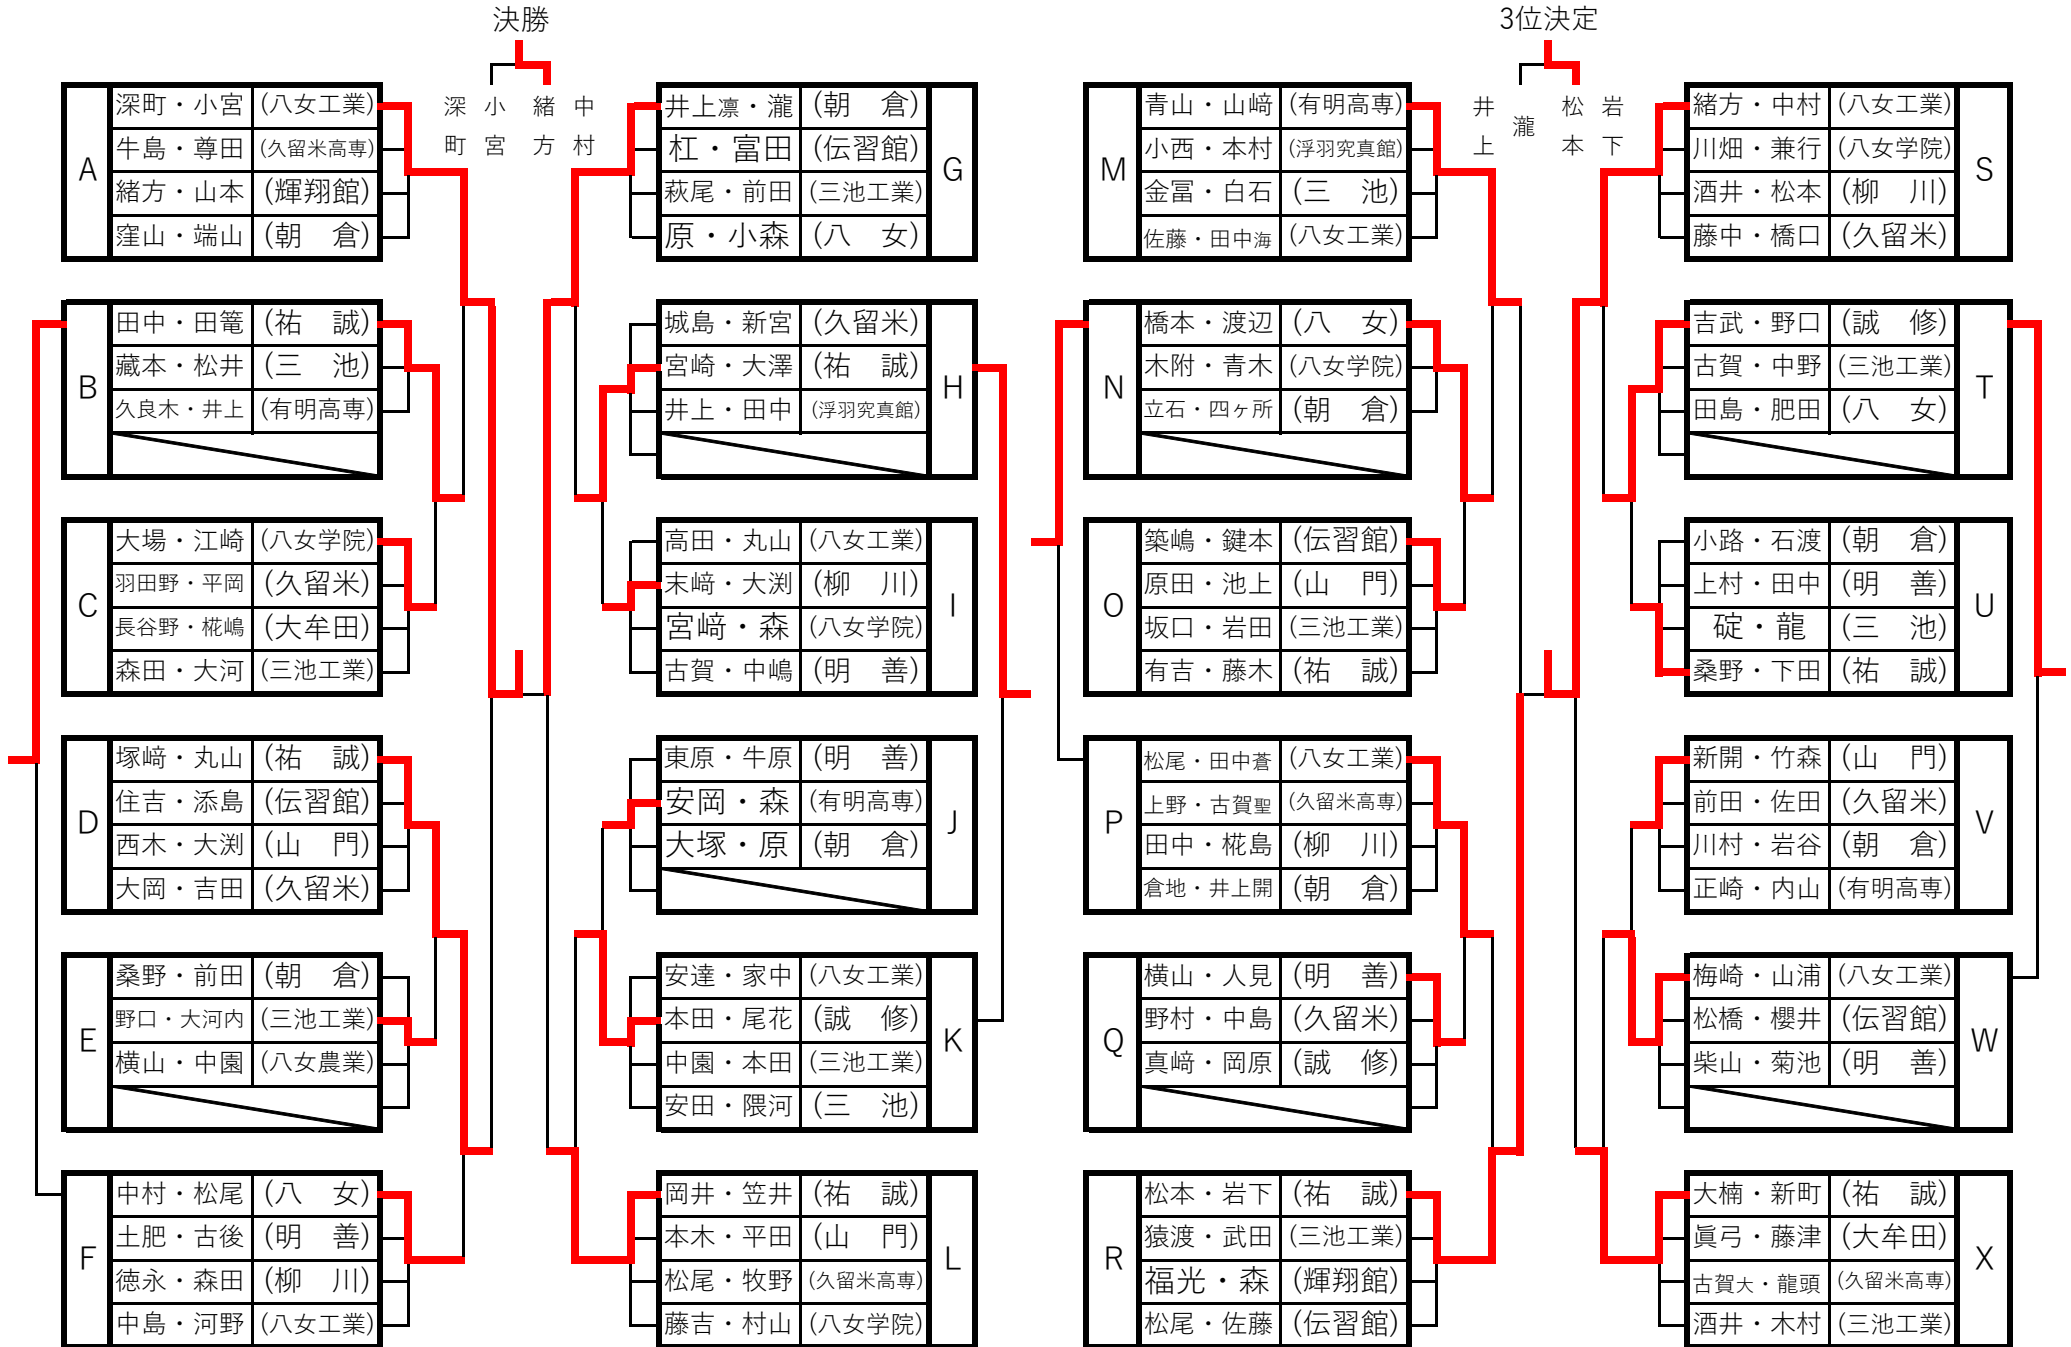 決勝
深町 小宮 緒方 中村
3位決定
井上 瀧 松本 岩下
A
深町・小宮 (八女工業)
牛島・尊田 (久留米高専)
緒方・山本 (輝翔館)
窪山・端山 (朝　倉)
B
田中・田篭 (祐　誠)
藏本・松井 (三　池)
久良木・井上 (有明高専)
C
大場・江崎 (八女学院)
羽田野・平岡 (久留米)
長谷野・椛嶋 (大牟田)
森田・大河 (三池工業)
D
塚﨑・丸山 (祐　誠)
住吉・添島 (伝習館)
西木・大渕 (山　門)
大岡・吉田 (久留米)
E
桑野・前田 (朝　倉)
野口・大河内 (三池工業)
横山・中園 (八女農業)
F
中村・松尾 (八　女)
土肥・古後 (明　善)
徳永・森田 (柳　川)
中島・河野 (八女工業)
G
井上凛・瀧 (朝　倉)
杠・富田 (伝習館)
萩尾・前田 (三池工業)
原・小森 (八　女)
H
城島・新宮 (久留米)
宮崎・大澤 (祐　誠)
井上・田中 (浮羽究真館)
I
高田・丸山 (八女工業)
末﨑・大渕 (柳　川)
宮﨑・森 (八女学院)
古賀・中嶋 (明　善)
J
東原・牛原 (明　善)
安岡・森 (有明高専)
大塚・原 (朝　倉)
K
安達・家中 (八女工業)
本田・尾花 (誠　修)
中園・本田 (三池工業)
安田・隈河 (三　池)
L
岡井・笠井 (祐　誠)
本木・平田 (山　門)
松尾・牧野 (久留米高専)
藤吉・村山 (八女学院)
M
青山・山﨑 (有明高専)
小西・本村 (浮羽究真館)
金冨・白石 (三　池)
佐藤・田中海 (八女工業)
N
橋本・渡辺 (八　女)
木附・青木 (八女学院)
立石・四ヶ所 (朝　倉)
O
築嶋・鍵本 (伝習館)
原田・池上 (山　門)
坂口・岩田 (三池工業)
有吉・藤木 (祐　誠)
P
松尾・田中蒼 (八女工業)
上野・古賀聖 (久留米高専)
田中・椛島 (柳　川)
倉地・井上開 (朝　倉)
Q
横山・人見 (明　善)
野村・中島 (久留米)
真﨑・岡原 (誠　修)
R
松本・岩下 (祐　誠)
猿渡・武田 (三池工業)
福光・森 (輝翔館)
松尾・佐藤 (伝習館)
S
緒方・中村 (八女工業)
川畑・兼行 (八女学院)
酒井・松本 (柳　川)
藤中・橋口 (久留米)
T
吉武・野口 (誠　修)
古賀・中野 (三池工業)
田島・肥田 (八　女)
U
小路・石渡 (朝　倉)
上村・田中 (明　善)
碇・龍 (三　池)
桑野・下田 (祐　誠)
V
新開・竹森 (山　門)
前田・佐田 (久留米)
川村・岩谷 (朝　倉)
正崎・内山 (有明高専)
W
梅崎・山浦 (八女工業)
松橋・櫻井 (伝習館)
柴山・菊池 (明　善)
X
大楠・新町 (祐　誠)
眞弓・藤津 (大牟田)
古賀大・龍頭 (久留米高専)
酒井・木村 (三池工業)